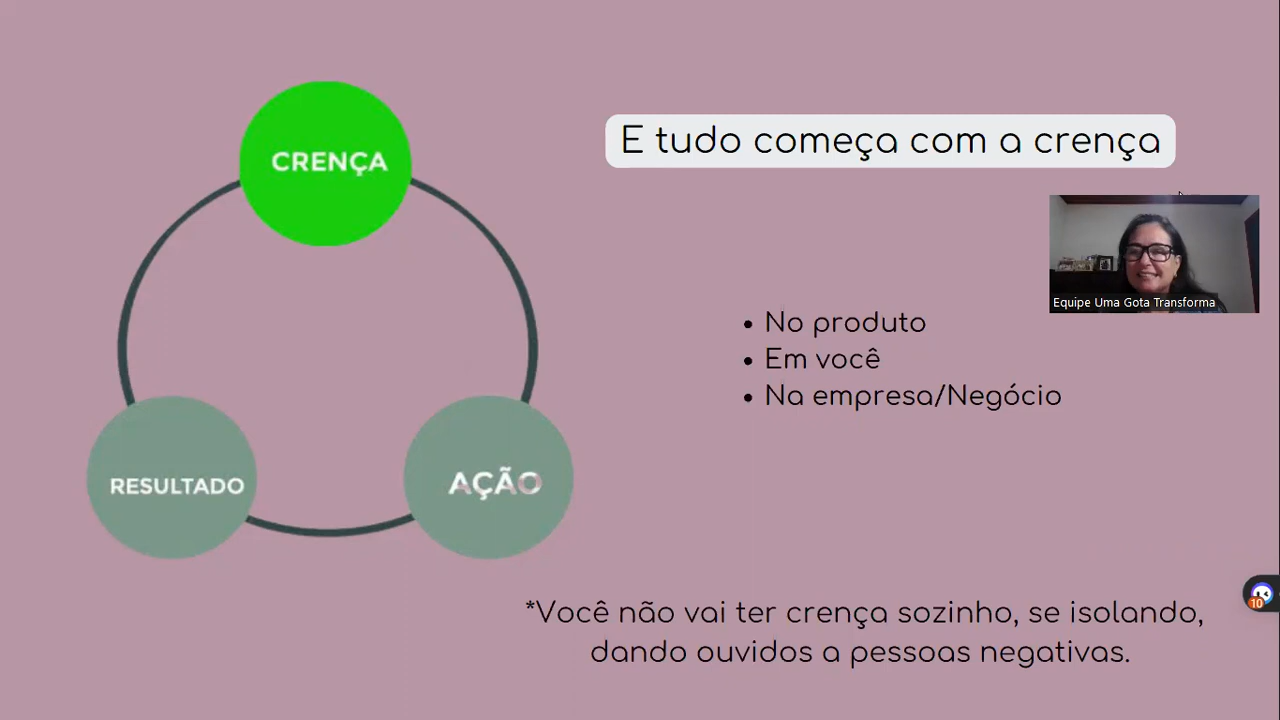 E tudo começa com a crença
CRENÇA
RESULTADO
AÇÃO
• No produto
• Em você
• Na empresa/Negócio
Equipe Uma Gota Transforma
10
*Você não vai ter crença sozinho, se isolando,
dando ouvidos a pessoas negativas.